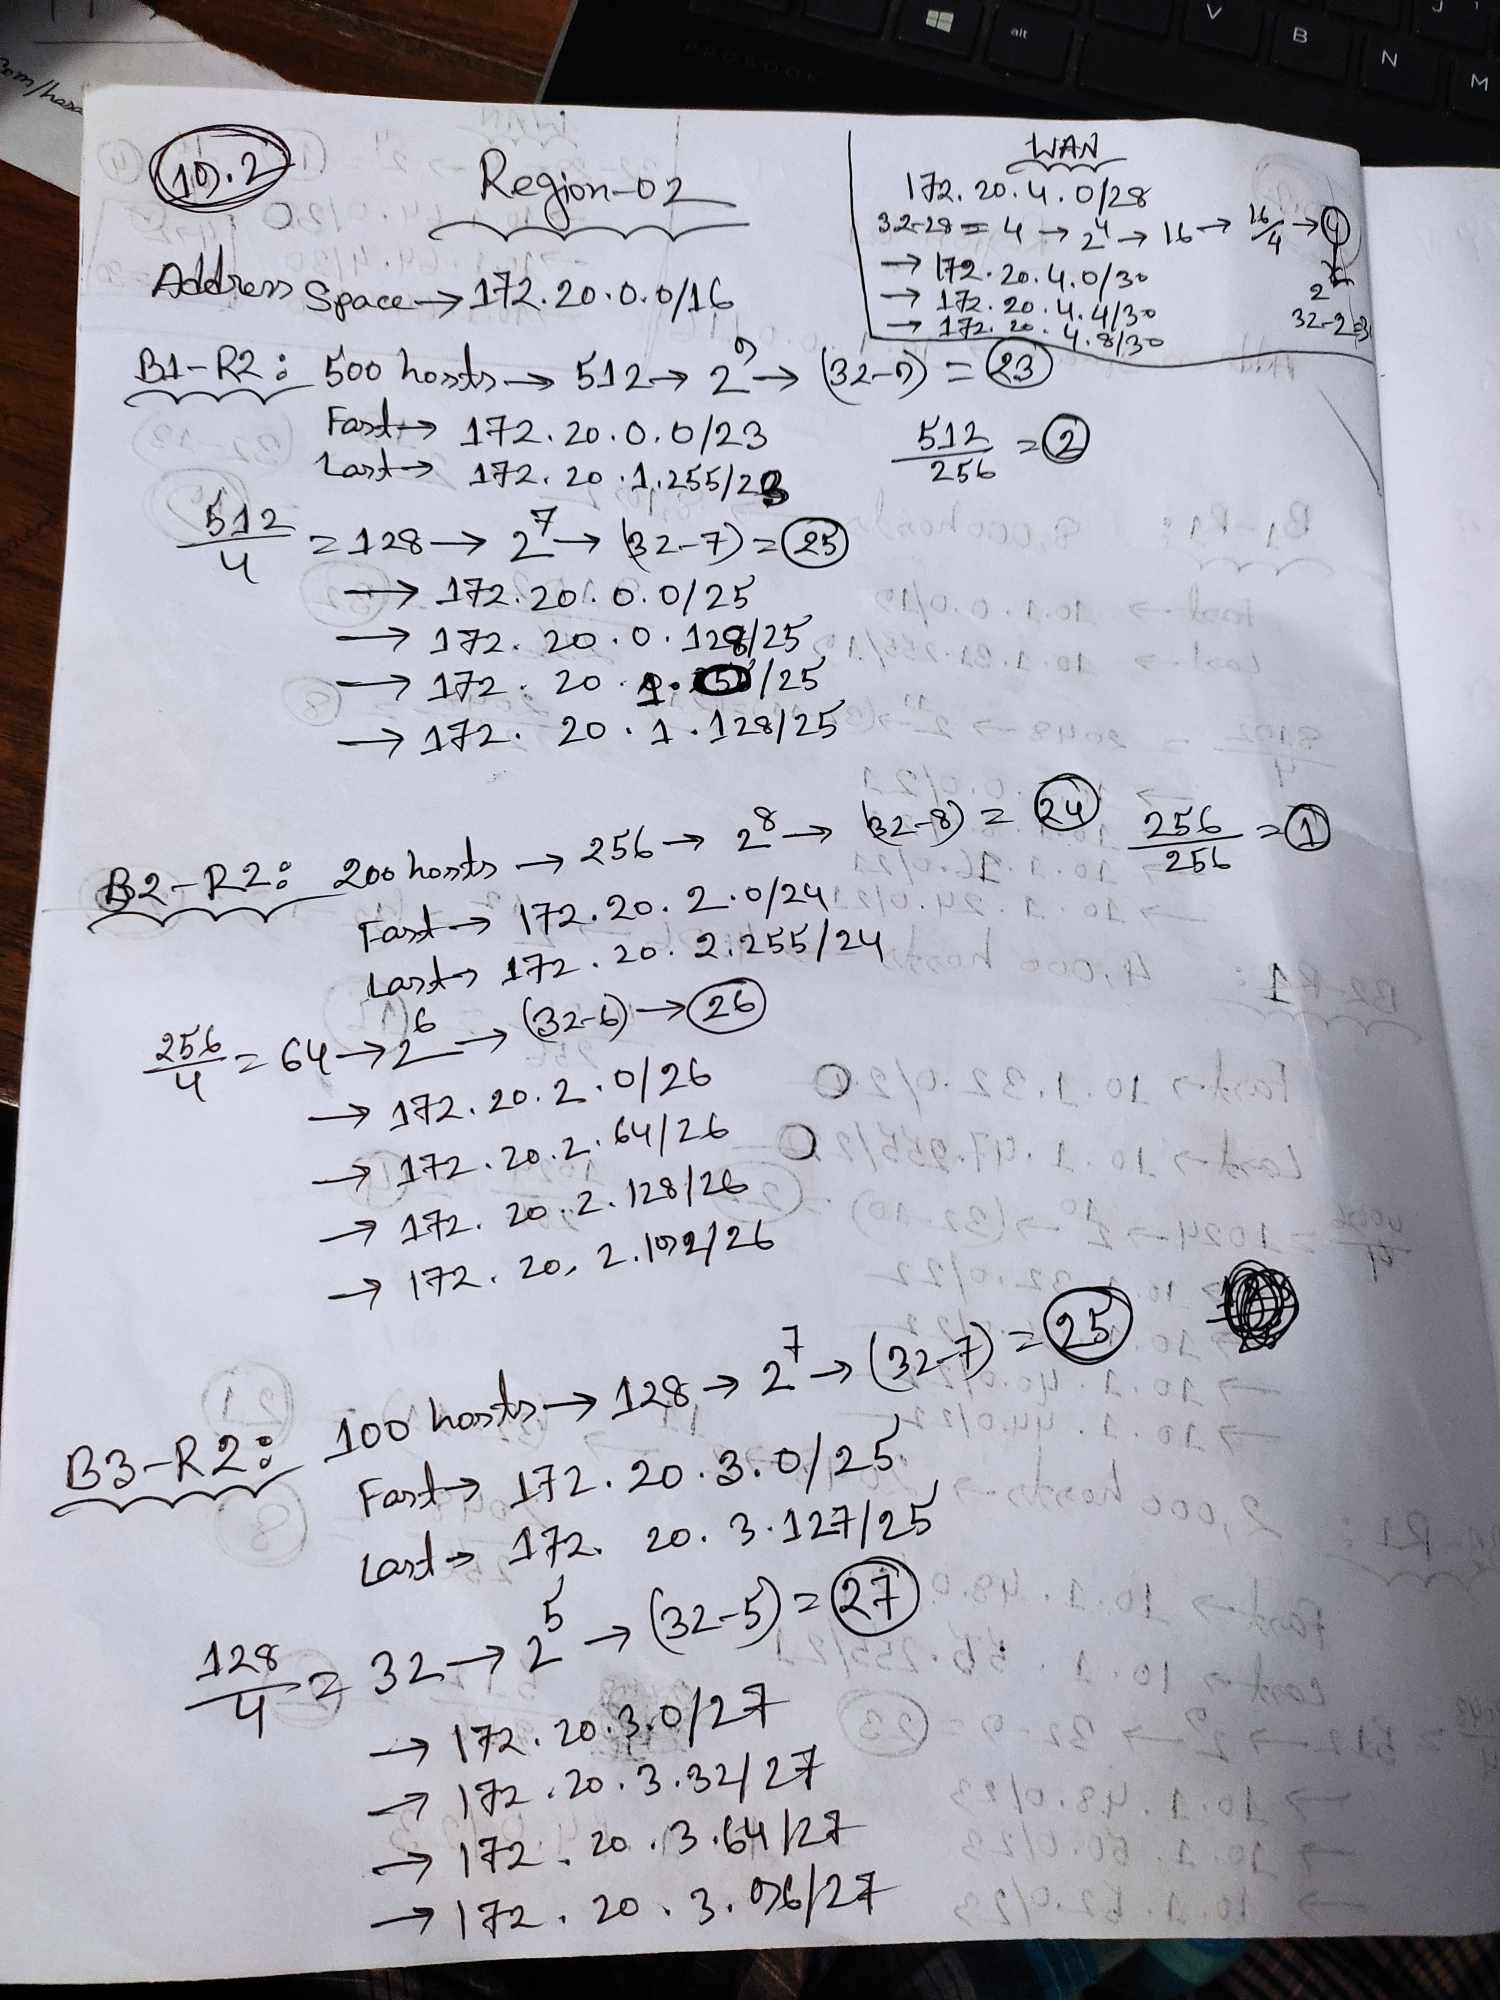 10.2
Region-02
Address Space → 172.20.0.0/16
WAN
172.20.4.0/28
32-28 = 4 → 2^4 → 16 → 16/4 → 4
→ 172.20.4.0/30
→ 172.20.4.4/30
→ 172.20.4.8/30
2^2
32-2=3
B1-R2: 500 hosts → 512 → 2^9 → (32-9) = 23
Fast → 172.20.0.0/23
512/256 = 2
Last → 172.20.1.255/23
512/4 = 128 → 2^7 → (32-7) = 25
→ 172.20.0.0/25
→ 172.20.0.128/25
→ 172.20.1. /25
→ 172.20.1.128/25
B2-R2: 200 hosts → 256 → 2^8 → (32-8) = 24
256/256 = 1
Fast → 172.20.2.0/24
Last → 172.20.2.255/24
256/4 = 64 → 2^6 → (32-6) → 26
→ 172.20.2.0/26
→ 172.20.2.64/26
→ 172.20.2.128/26
→ 172.20.2.192/26
B3-R2: 100 hosts → 128 → 2^7 → (32-7) = 25
Fast → 172.20.3.0/25
Last → 172.20.3.127/25
128/4 = 32 → 2^5 → (32-5) = 27
→ 172.20.3.0/27
→ 172.20.3.32/27
→ 172.20.3.64/27
→ 172.20.3.96/27
alt
V
B
N
M
J